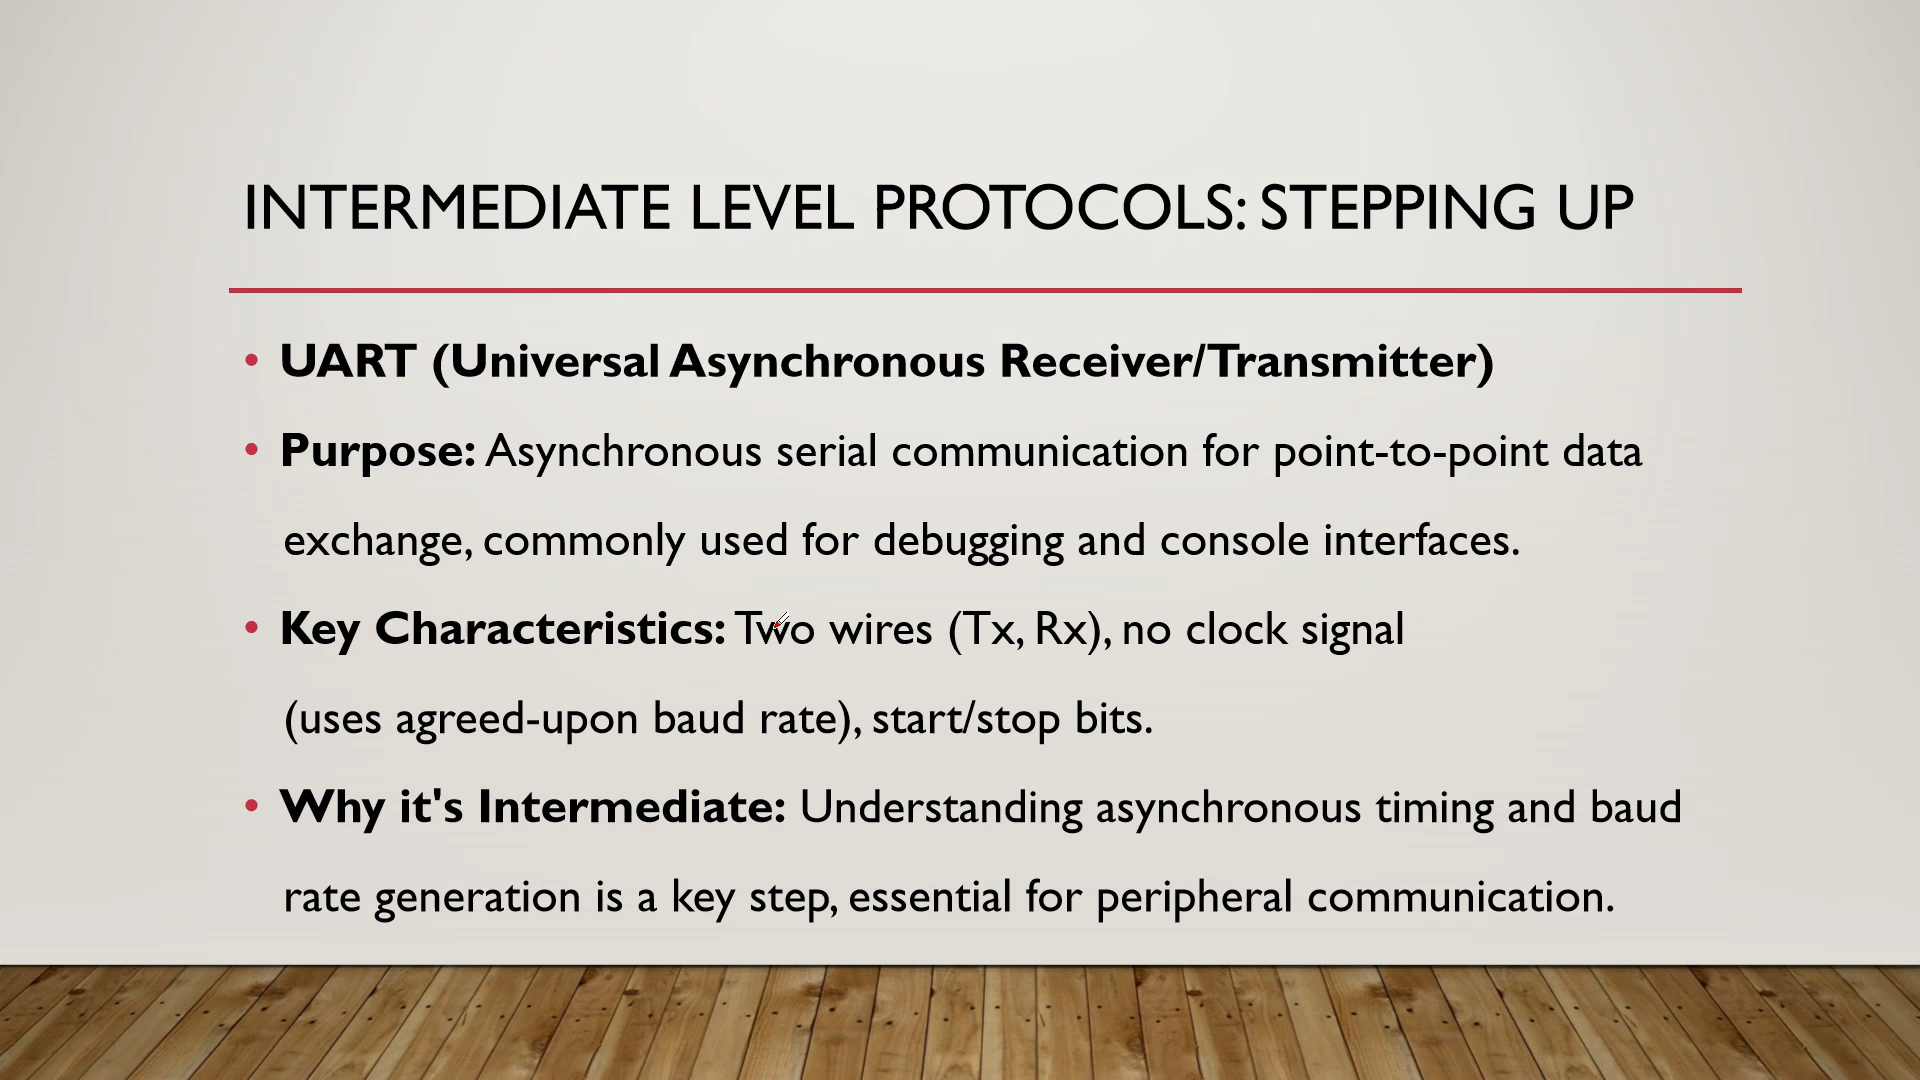 INTERMEDIATE LEVEL PROTOCOLS: STEPPING UP
• UART (Universal Asynchronous Receiver/Transmitter)
• Purpose: Asynchronous serial communication for point-to-point data
exchange, commonly used for debugging and console interfaces.
• Key Characteristics: Two wires (Tx, Rx), no clock signal
(uses agreed-upon baud rate), start/stop bits.
• Why it's Intermediate: Understanding asynchronous timing and baud
rate generation is a key step, essential for peripheral communication.